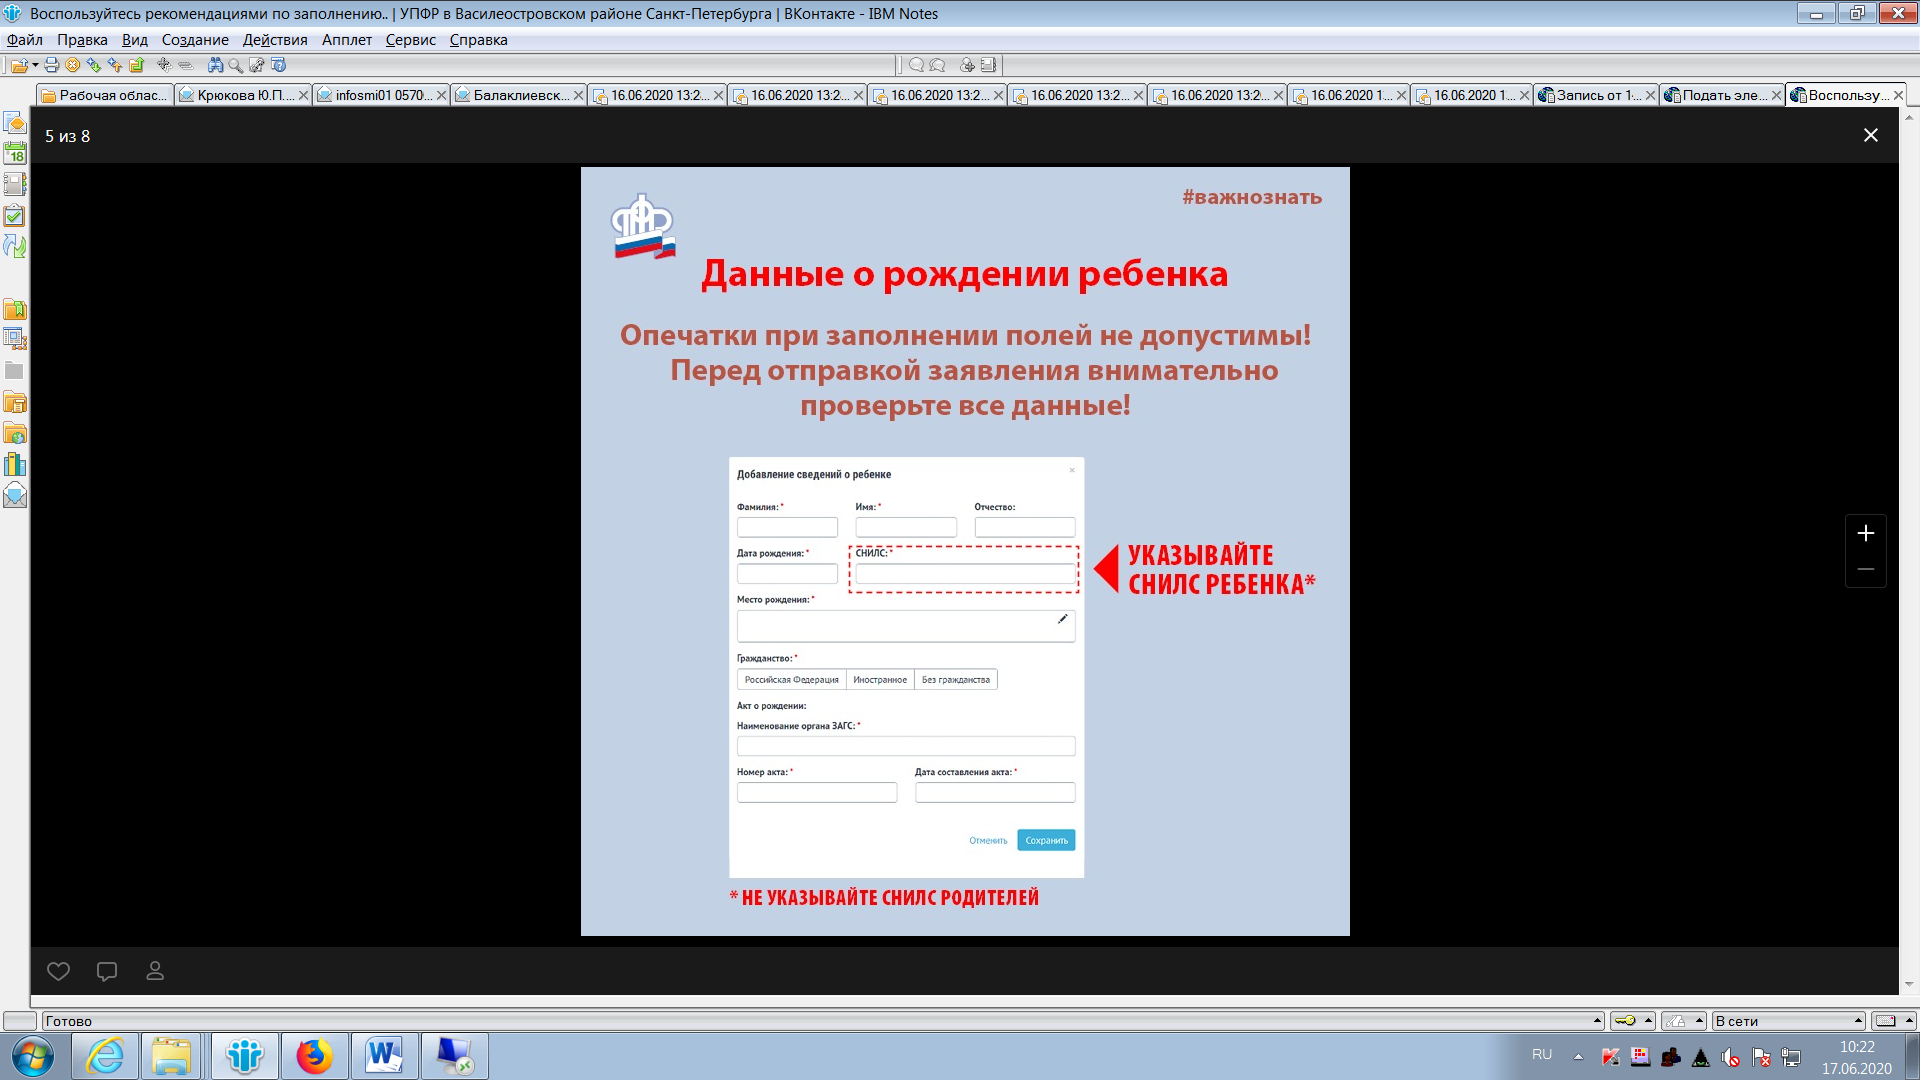 Воспользуйтесь рекомендациями по заполнению.. | УПФР в Василеостровском районе Санкт-Петербурга | ВКонтакте - IBM Notes
Файл Правка Вид Создание Действия Апплет Сервис Справка
Рабочая облас... Крюкова Ю.П.... infosmi01 0570... Балаклиевск... 16.06.2020 13:2... 16.06.2020 13:2... 16.06.2020 13:2... 16.06.2020 13:2... 16.06.2020 13:2... 16.06.2020 1... 16.06.2020 1... Запись от 1... Подать эле... Воспользу...
5 из 8
18
#важнознать
ПФР
Данные о рождении ребенка
Опечатки при заполнении полей не допустимы!
Перед отправкой заявления внимательно
проверьте все данные!
Добавление сведений о ребенке
Фамилия: * Имя: * Отчество:
Дата рождения: * СНИЛС: *
УКАЗЫВАЙТЕ
СНИЛС РЕБЕНКА*
Место рождения: *
Гражданство: *
Российская Федерация Иностранное Без гражданства
Акт о рождении:
Наименование органа ЗАГС: *
Номер акта: * Дата составления акта: *
Отменить Сохранить
* НЕ УКАЗЫВАЙТЕ СНИЛС РОДИТЕЛЕЙ
Готово
В сети
RU
10:22
17.06.2020